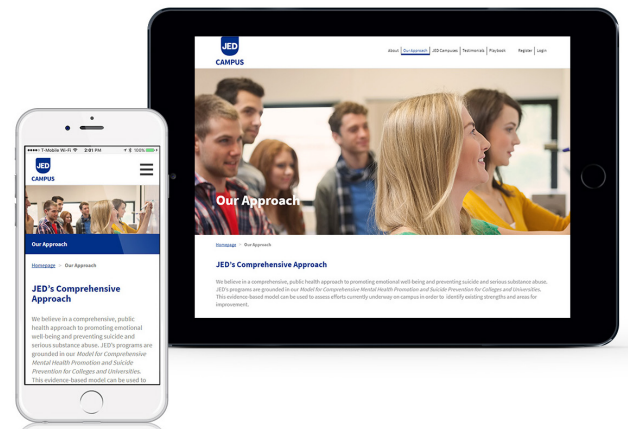 JED
CAMPUS
About | Our Approach | JED Campuses | Testimonials | Playbook Register | Login
Our Approach
Homepage > Our Approach
JED's Comprehensive Approach
We believe in a comprehensive, public health approach to promoting emotional well-being and preventing suicide and serious substance abuse.
JED's programs are grounded in our Model for Comprehensive Mental Health Promotion and Suicide Prevention for Colleges and Universities.
This evidence-based model can be used to assess efforts currently underway on campus in order to identify existing strengths and areas for
improvement.
T-Mobile Wi-Fi 2:01 PM 100%
JED
CAMPUS
Our Approach
Homepage > Our Approach
JED's Comprehensive
Approach
We believe in a comprehensive, public
health approach to promoting emotional
well-being and preventing suicide and
serious substance abuse. JED's programs are
grounded in our Model for Comprehensive
Mental Health Promotion and Suicide
Prevention for Colleges and Universities.
This evidence-based model can be used to